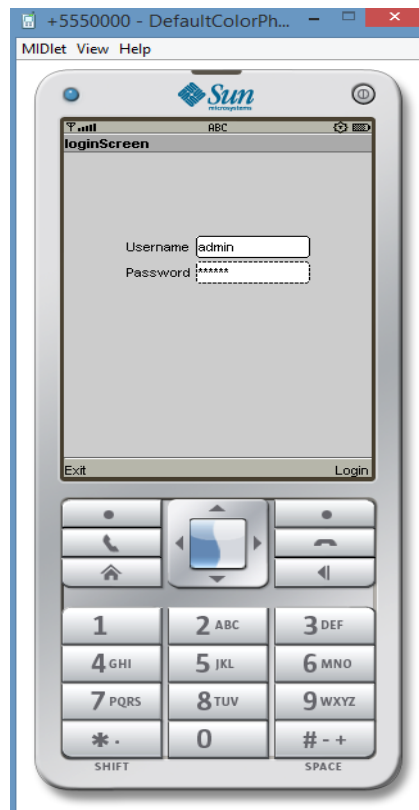 +5550000 - DefaultColorPh...
MIDlet View Help
Sun
microsystems
ABC
loginScreen
Username admin
Password ******
Exit Login
1 2 ABC 3 DEF
4 GHI 5 JKL 6 MNO
7 PQRS 8 TUV 9 WXYZ
* . 0 # - +
SHIFT SPACE